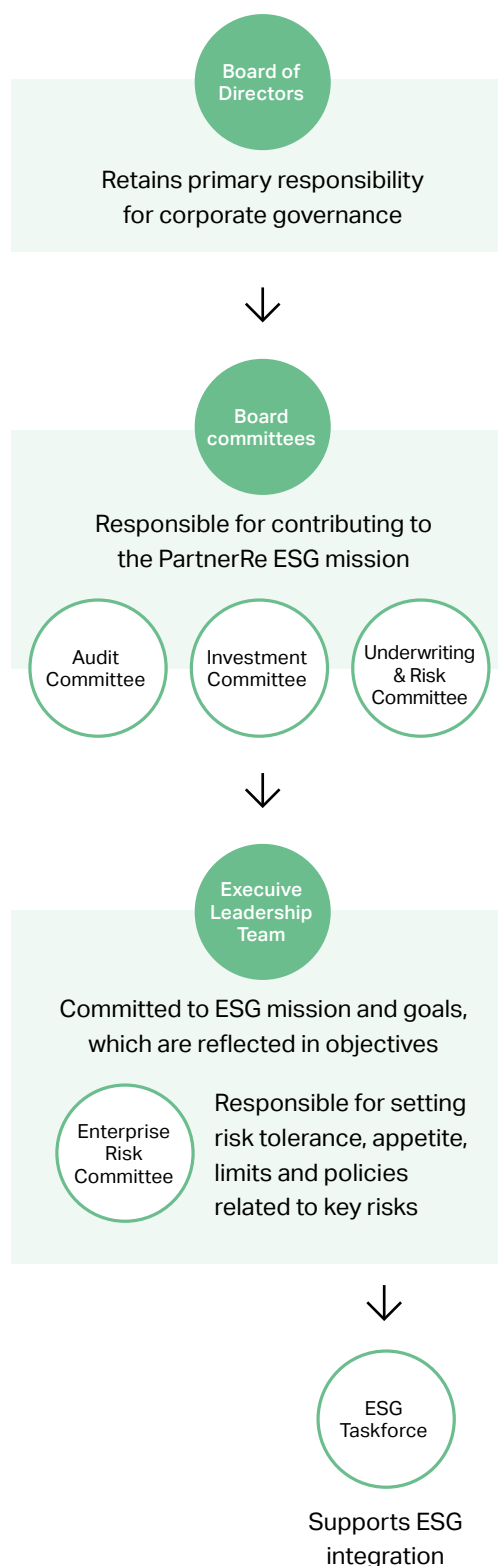 Board of
Directors
Retains primary responsibility
for corporate governance
Board
committees
Responsible for contributing to
the PartnerRe ESG mission
Audit
Committee
Investment
Committee
Underwriting
& Risk
Committee
Execuive
Leadership
Team
Committed to ESG mission and goals,
which are reflected in objectives
Enterprise
Risk
Committee
Responsible for setting
risk tolerance, appetite,
limits and policies
related to key risks
ESG
Taskforce
Supports ESG
integration